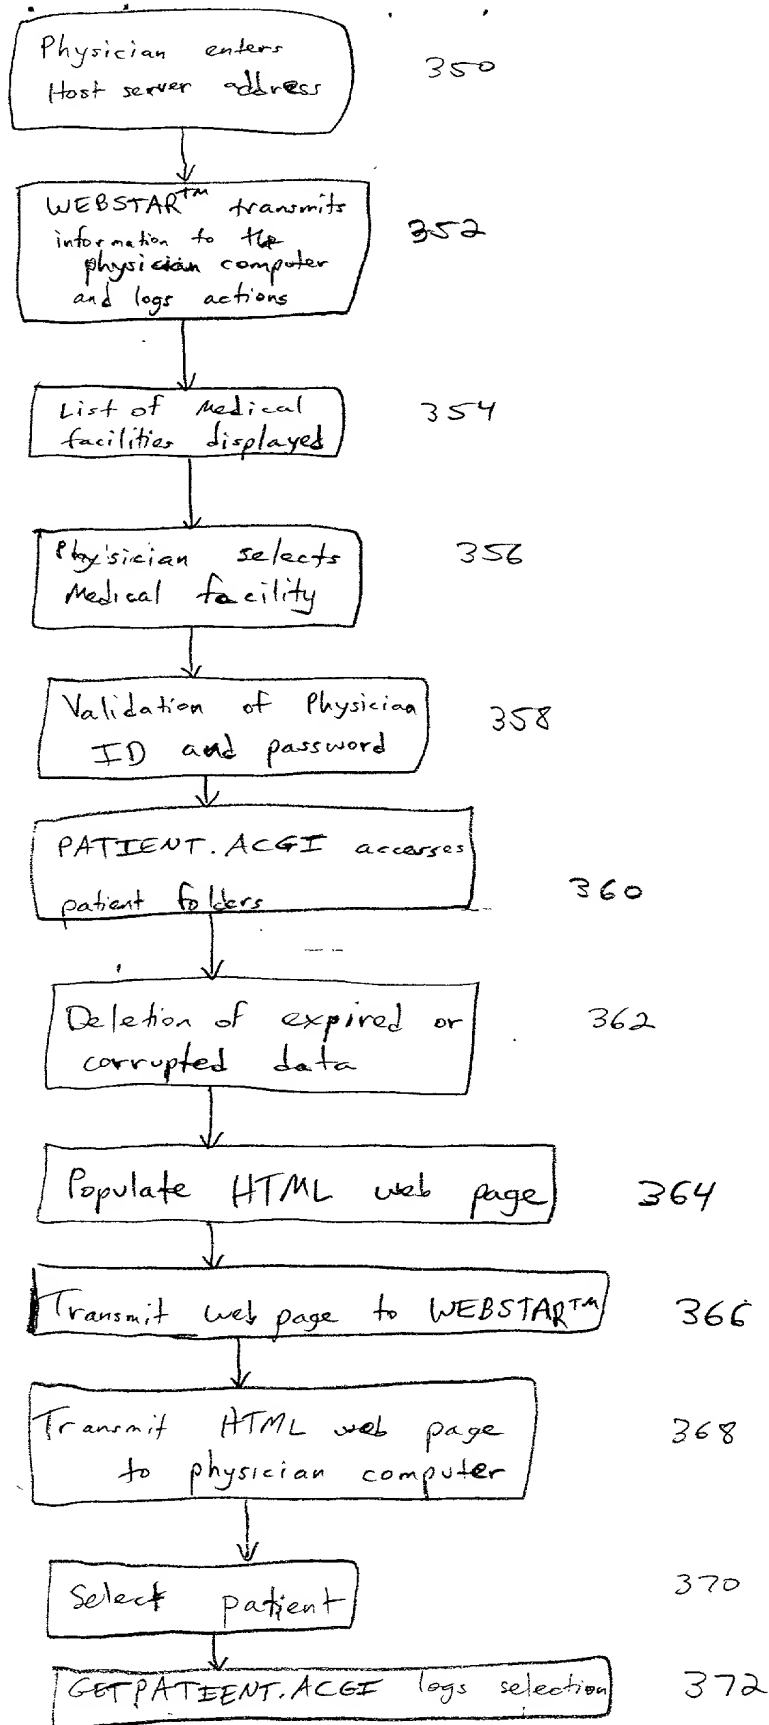 Physician enters
Host server address
350
WEBSTAR™ transmits
information to the
physician computer
and logs actions
352
List of Medical
facilities displayed
354
Physician selects
Medical facility
356
Validation of Physician
ID and password
358
PATIENT.ACGI accesses
patient folders
360
Deletion of expired or
corrupted data
362
Populate HTML web page
364
Transmit web page to WEBSTAR™
366
Transmit HTML web page
to physician computer
368
Select patient
370
GETPATIEENT.ACGI logs selection
372